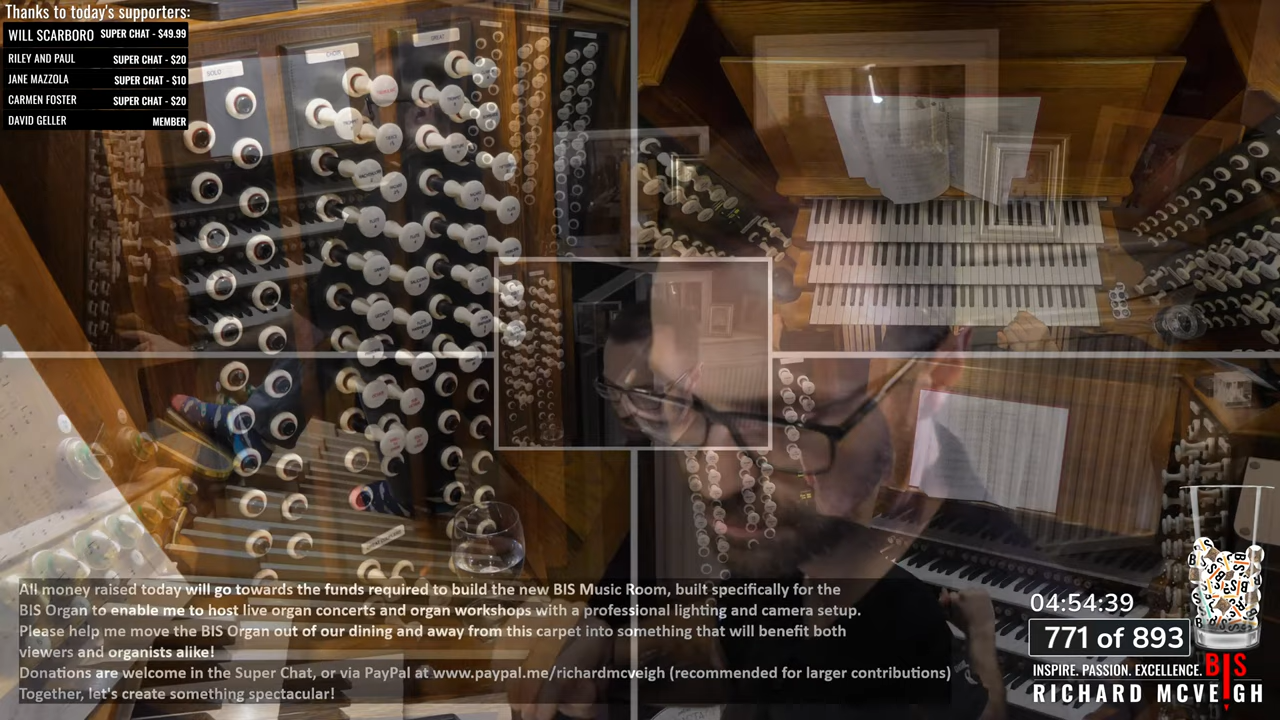 Thanks to today's supporters:
WILL SCARBORO SUPER CHAT - $49.99
RILEY AND PAUL SUPER CHAT - $20
JANE MAZZOLA SUPER CHAT - $10
CARMEN FOSTER SUPER CHAT - $20
DAVID GELLER MEMBER
SOLO
CHOIR
GREAT
All money raised today will go towards the funds required to build the new BIS Music Room, built specifically for the
BIS Organ to enable me to host live organ concerts and organ workshops with a professional lighting and camera setup.
Please help me move the BIS Organ out of our dining and away from this carpet into something that will benefit both
viewers and organists alike!
Donations are welcome in the Super Chat, or via PayPal at www.paypal.me/richardmcveigh (recommended for larger contributions)
Together, let's create something spectacular!
04:54:39
771 of 893
INSPIRE. PASSION. EXCELLENCE. BIS
RICHARD MCVEIGH